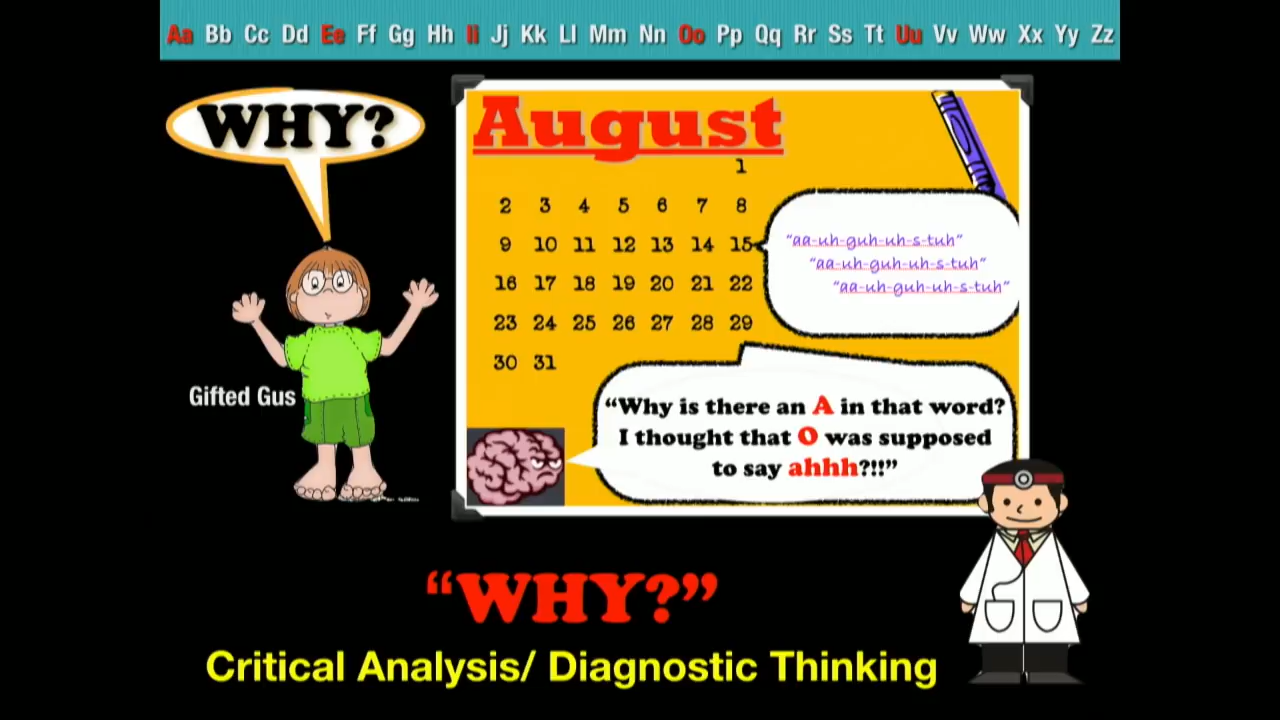 Aa Bb Cc Dd Ee Ff Gg Hh Ii Jj Kk Ll Mm Nn Oo Pp Qq Rr Ss Tt Uu Vv Ww Xx Yy Zz
WHY?
Gifted Gus
August
1
2 3 4 5 6 7 8
9 10 11 12 13 14 15
16 17 18 19 20 21 22
23 24 25 26 27 28 29
30 31
“aa-uh-guh-uh-s-tuh”
“aa-uh-guh-uh-s-tuh”
“aa-uh-guh-uh-s-tuh”
“Why is there an A in that word?
I thought that O was supposed
to say ahhh?!!”
“WHY?”
Critical Analysis/ Diagnostic Thinking